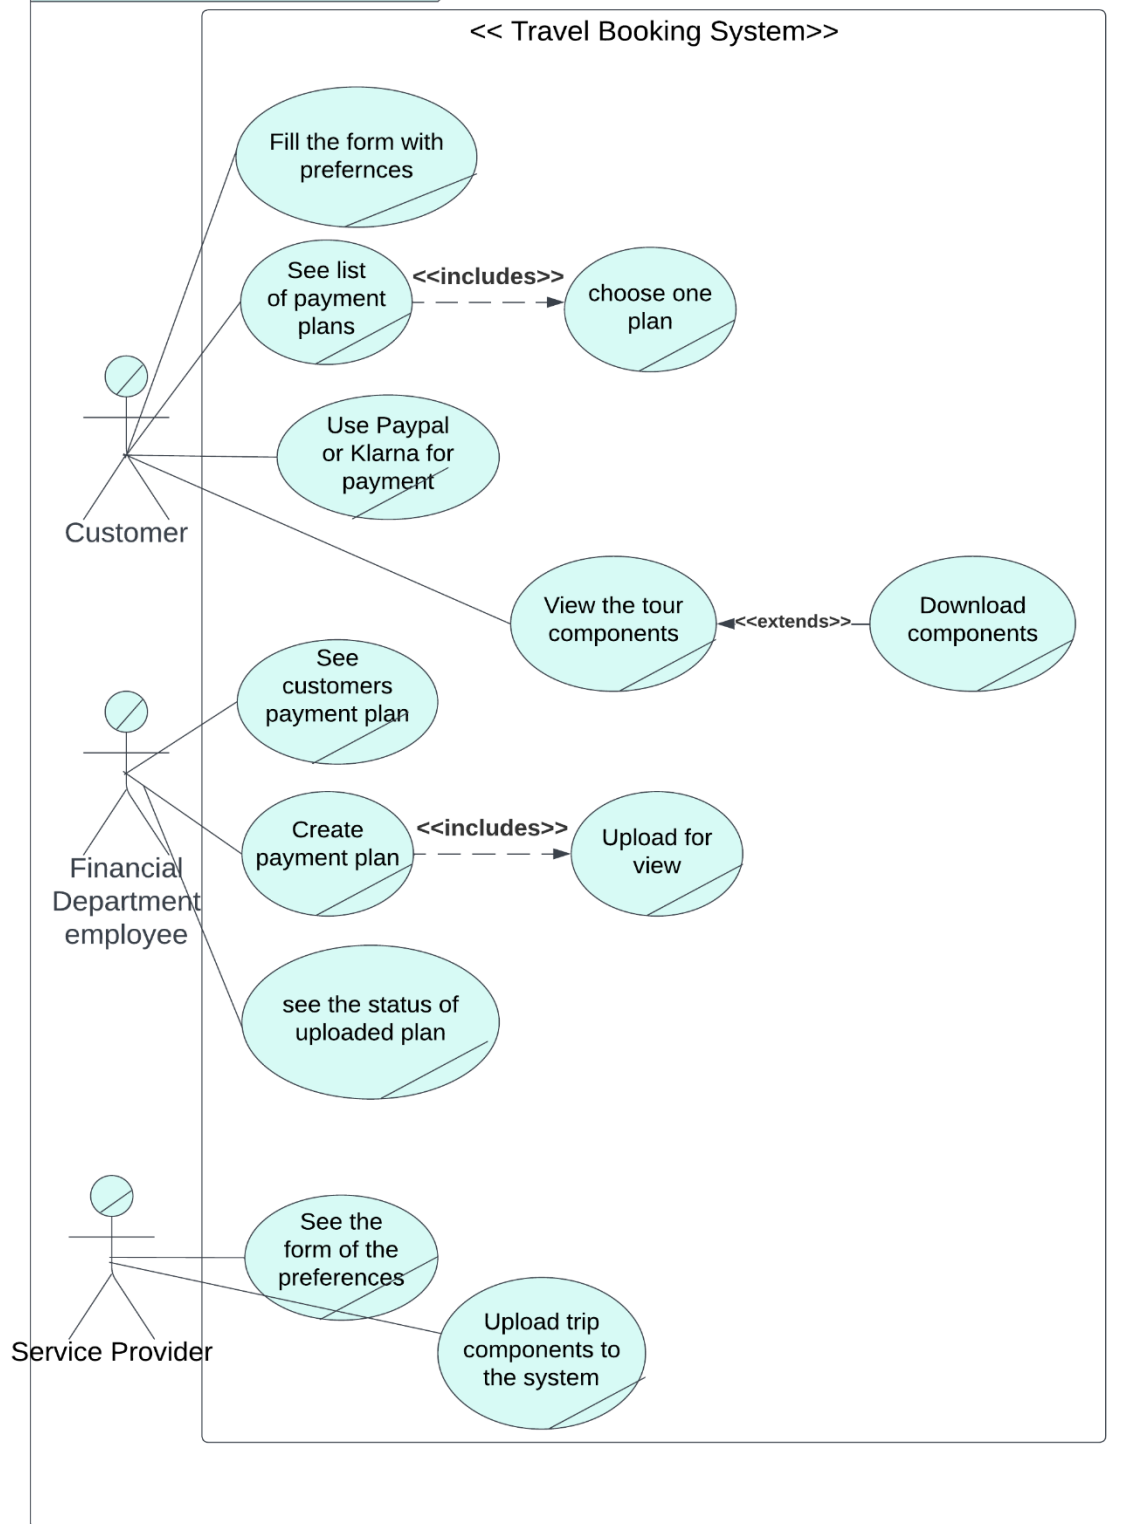 << Travel Booking System>>
Fill the form with
prefernces
See list
of payment
plans
<<includes>>
choose one
plan
Use Paypal
or Klarna for
payment
Customer
View the tour
components
<<extends>>
Download
components
See
customers
payment plan
Financial
Department
employee
Create
payment plan
<<includes>>
Upload for
view
see the status of
uploaded plan
See the
form of the
preferences
Service Provider
Upload trip
components to
the system